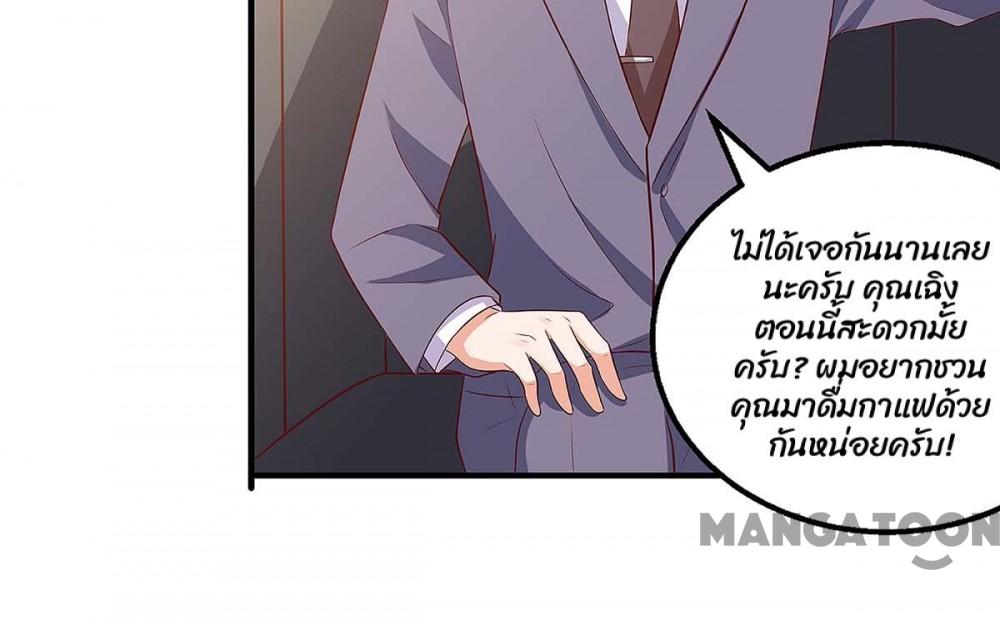 ไม่ได้เจอกันนานเลย
นะครับ คุณเฉิง
ตอนนี้สะดวกมั้ย
ครับ? ผมอยากชวน
คุณมาดื่มกาแฟด้วย
กันหน่อยครับ!
MANGATOON